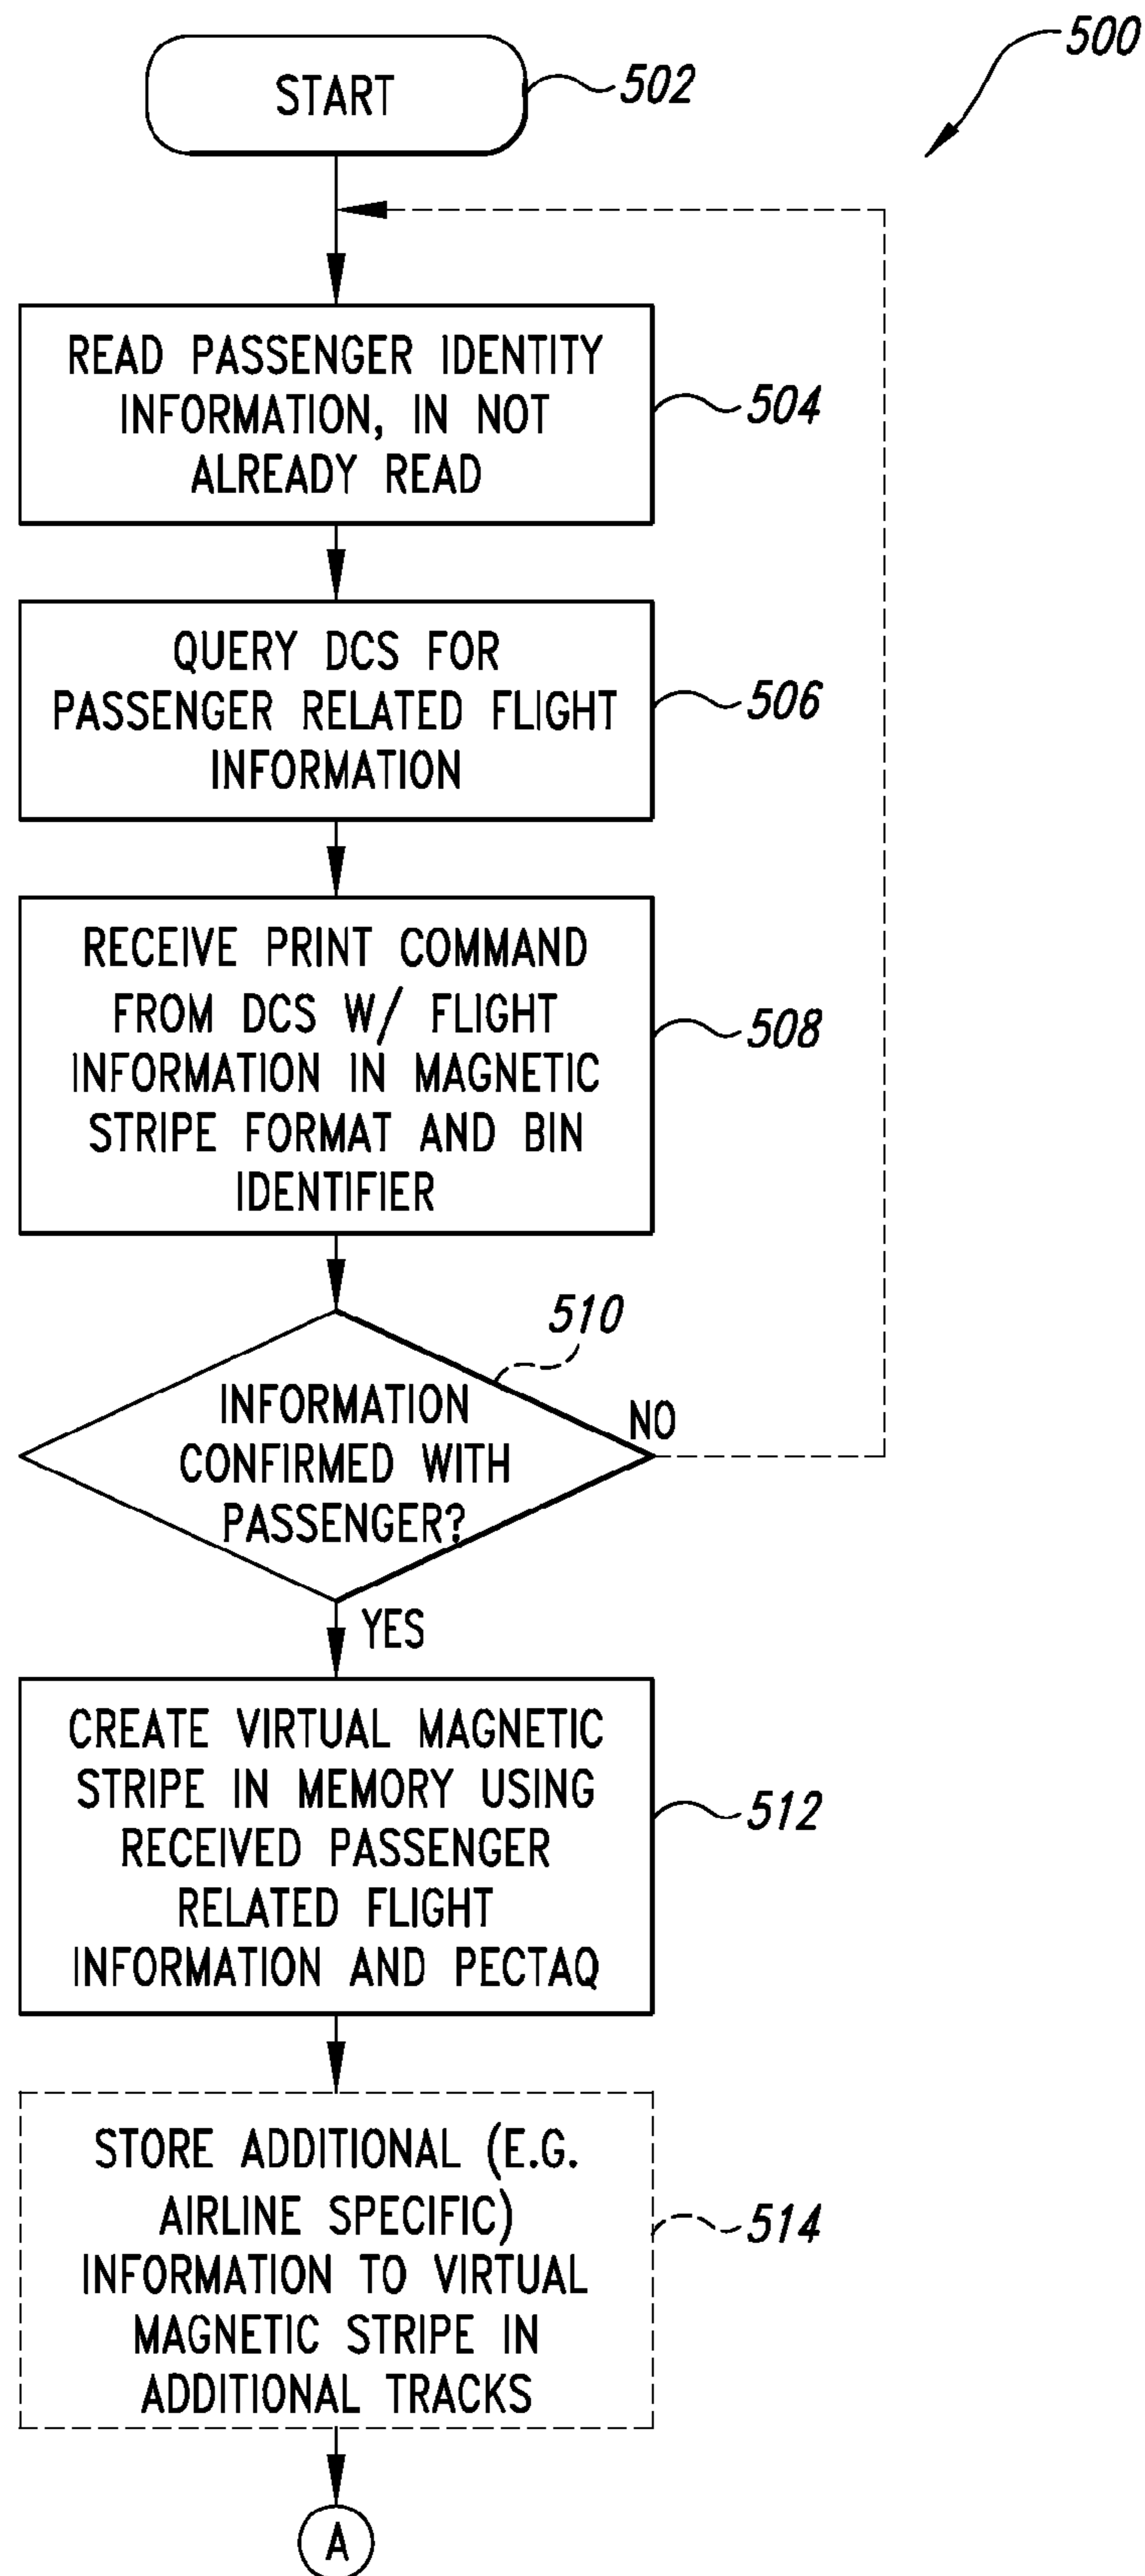 500
START
502
READ PASSENGER IDENTITY
INFORMATION, IN NOT
ALREADY READ
504
QUERY DCS FOR
PASSENGER RELATED FLIGHT
INFORMATION
506
RECEIVE PRINT COMMAND
FROM DCS W/ FLIGHT
INFORMATION IN MAGNETIC
STRIPE FORMAT AND BIN
IDENTIFIER
508
510
INFORMATION
CONFIRMED WITH
PASSENGER?
NO
YES
CREATE VIRTUAL MAGNETIC
STRIPE IN MEMORY USING
RECEIVED PASSENGER
RELATED FLIGHT
INFORMATION AND PECTAQ
512
STORE ADDITIONAL (E.G.
AIRLINE SPECIFIC)
INFORMATION TO VIRTUAL
MAGNETIC STRIPE IN
ADDITIONAL TRACKS
514
A